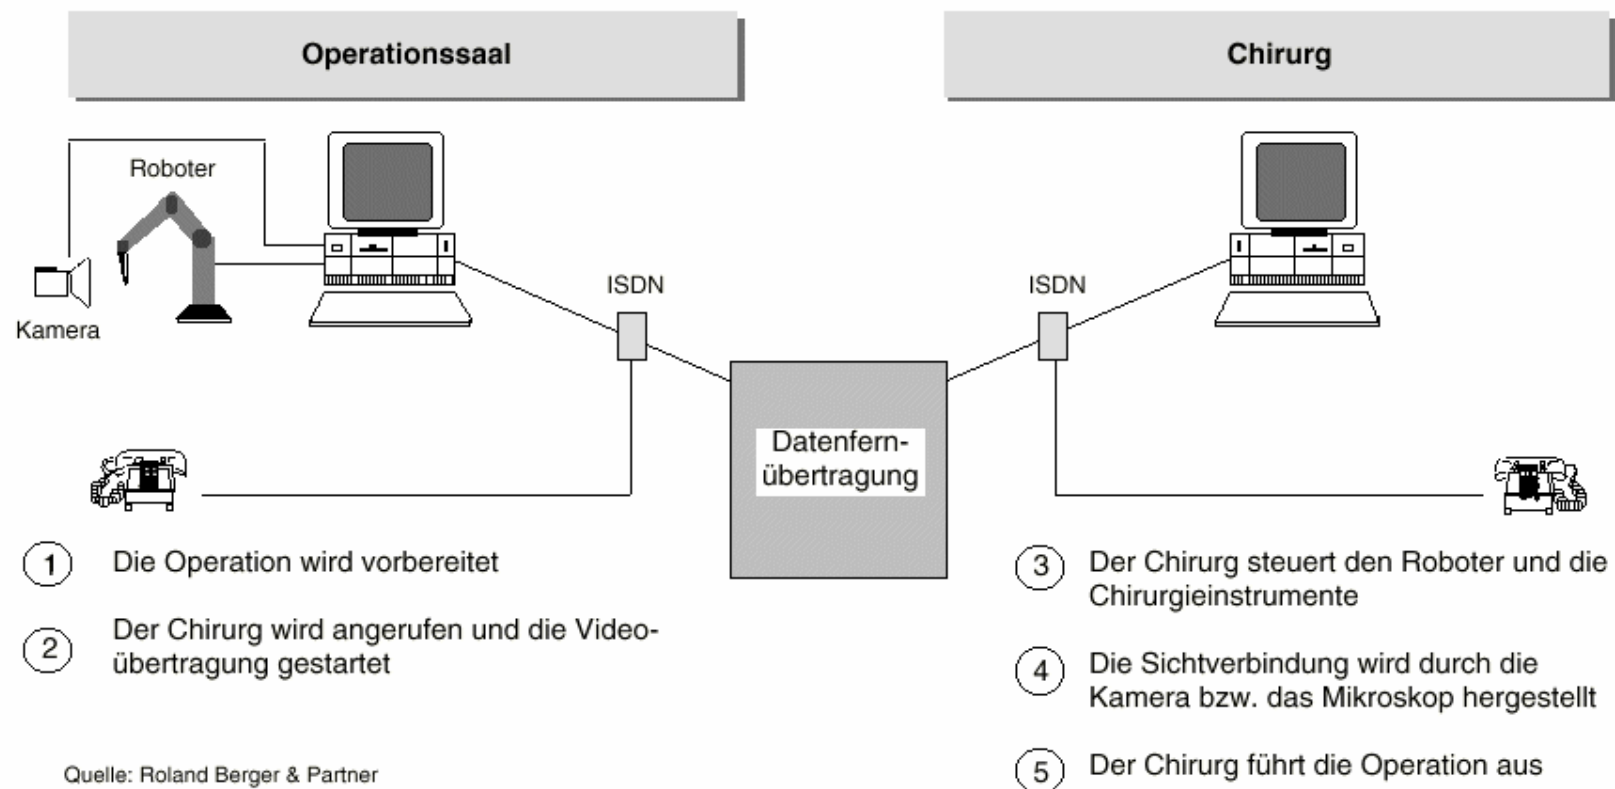 Operationssaal
Chirurg
Roboter
Kamera
ISDN
ISDN
Datenfern-
übertragung
1 Die Operation wird vorbereitet
2 Der Chirurg wird angerufen und die Video-
übertragung gestartet
3 Der Chirurg steuert den Roboter und die
Chirurgieinstrumente
4 Die Sichtverbindung wird durch die
Kamera bzw. das Mikroskop hergestellt
5 Der Chirurg führt die Operation aus
Quelle: Roland Berger & Partner